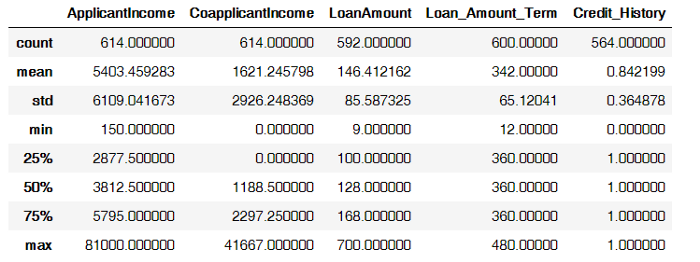 ApplicantIncome CoapplicantIncome LoanAmount Loan_Amount_Term Credit_History
count 614.000000 614.000000 592.000000 600.00000 564.000000
mean 5403.459283 1621.245798 146.412162 342.00000 0.842199
std 6109.041673 2926.248369 85.587325 65.12041 0.364878
min 150.000000 0.000000 9.000000 12.00000 0.000000
25% 2877.500000 0.000000 100.000000 360.00000 1.000000
50% 3812.500000 1188.500000 128.000000 360.00000 1.000000
75% 5795.000000 2297.250000 168.000000 360.00000 1.000000
max 81000.000000 41667.000000 700.000000 480.00000 1.000000